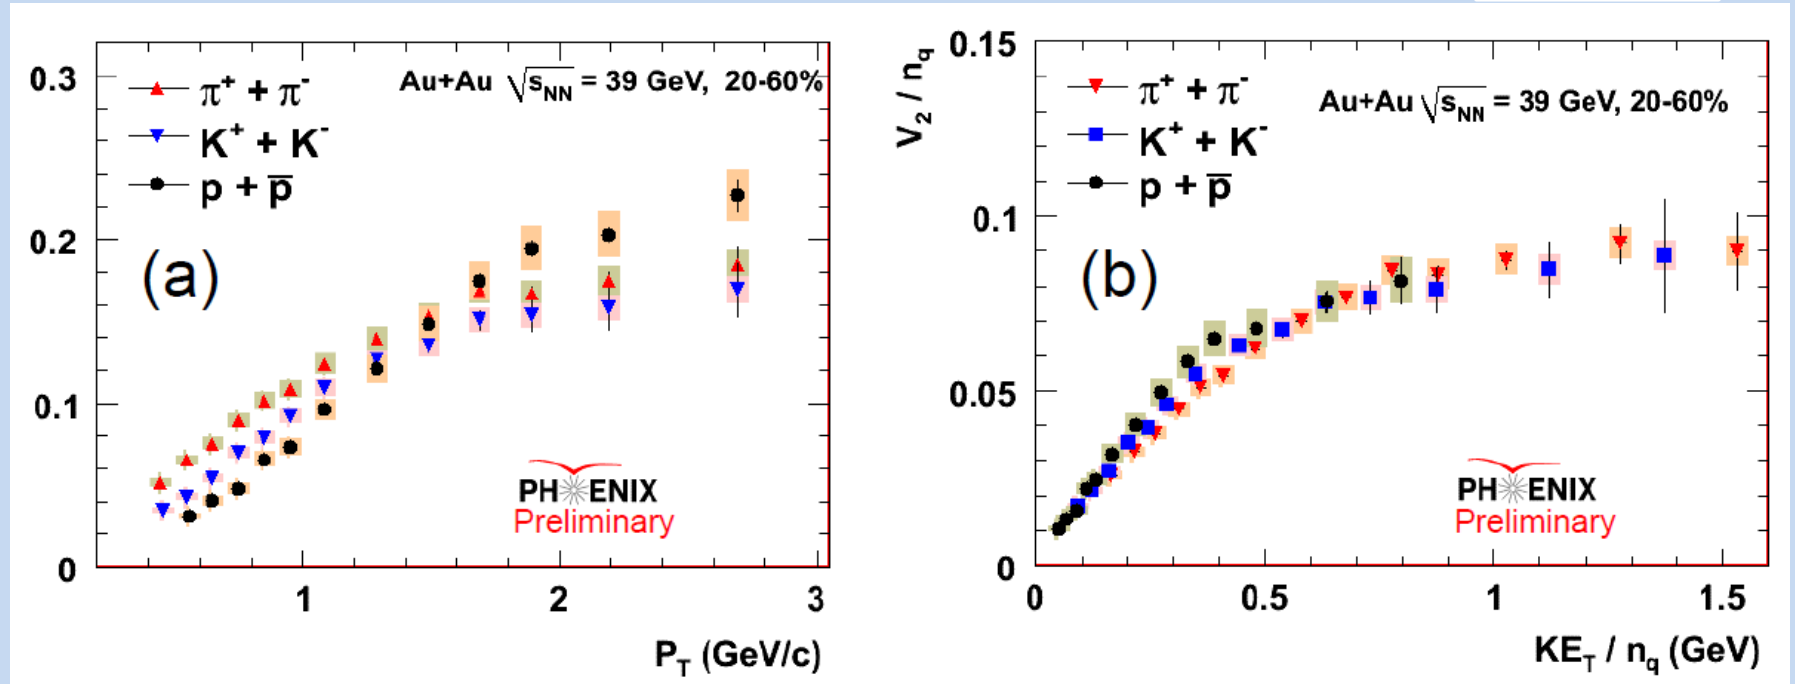 0.3
0.2
0.1
0
π⁺ + π⁻
K⁺ + K⁻
p + p̅
Au+Au √s_NN = 39 GeV, 20-60%
(a)
PHENIX
Preliminary
1
2
3
P_T (GeV/c)
V₂ / n_q
0.15
0.1
0.05
0
π⁺ + π⁻
K⁺ + K⁻
p + p̅
Au+Au √s_NN = 39 GeV, 20-60%
(b)
PHENIX
Preliminary
0
0.5
1
1.5
KE_T / n_q (GeV)